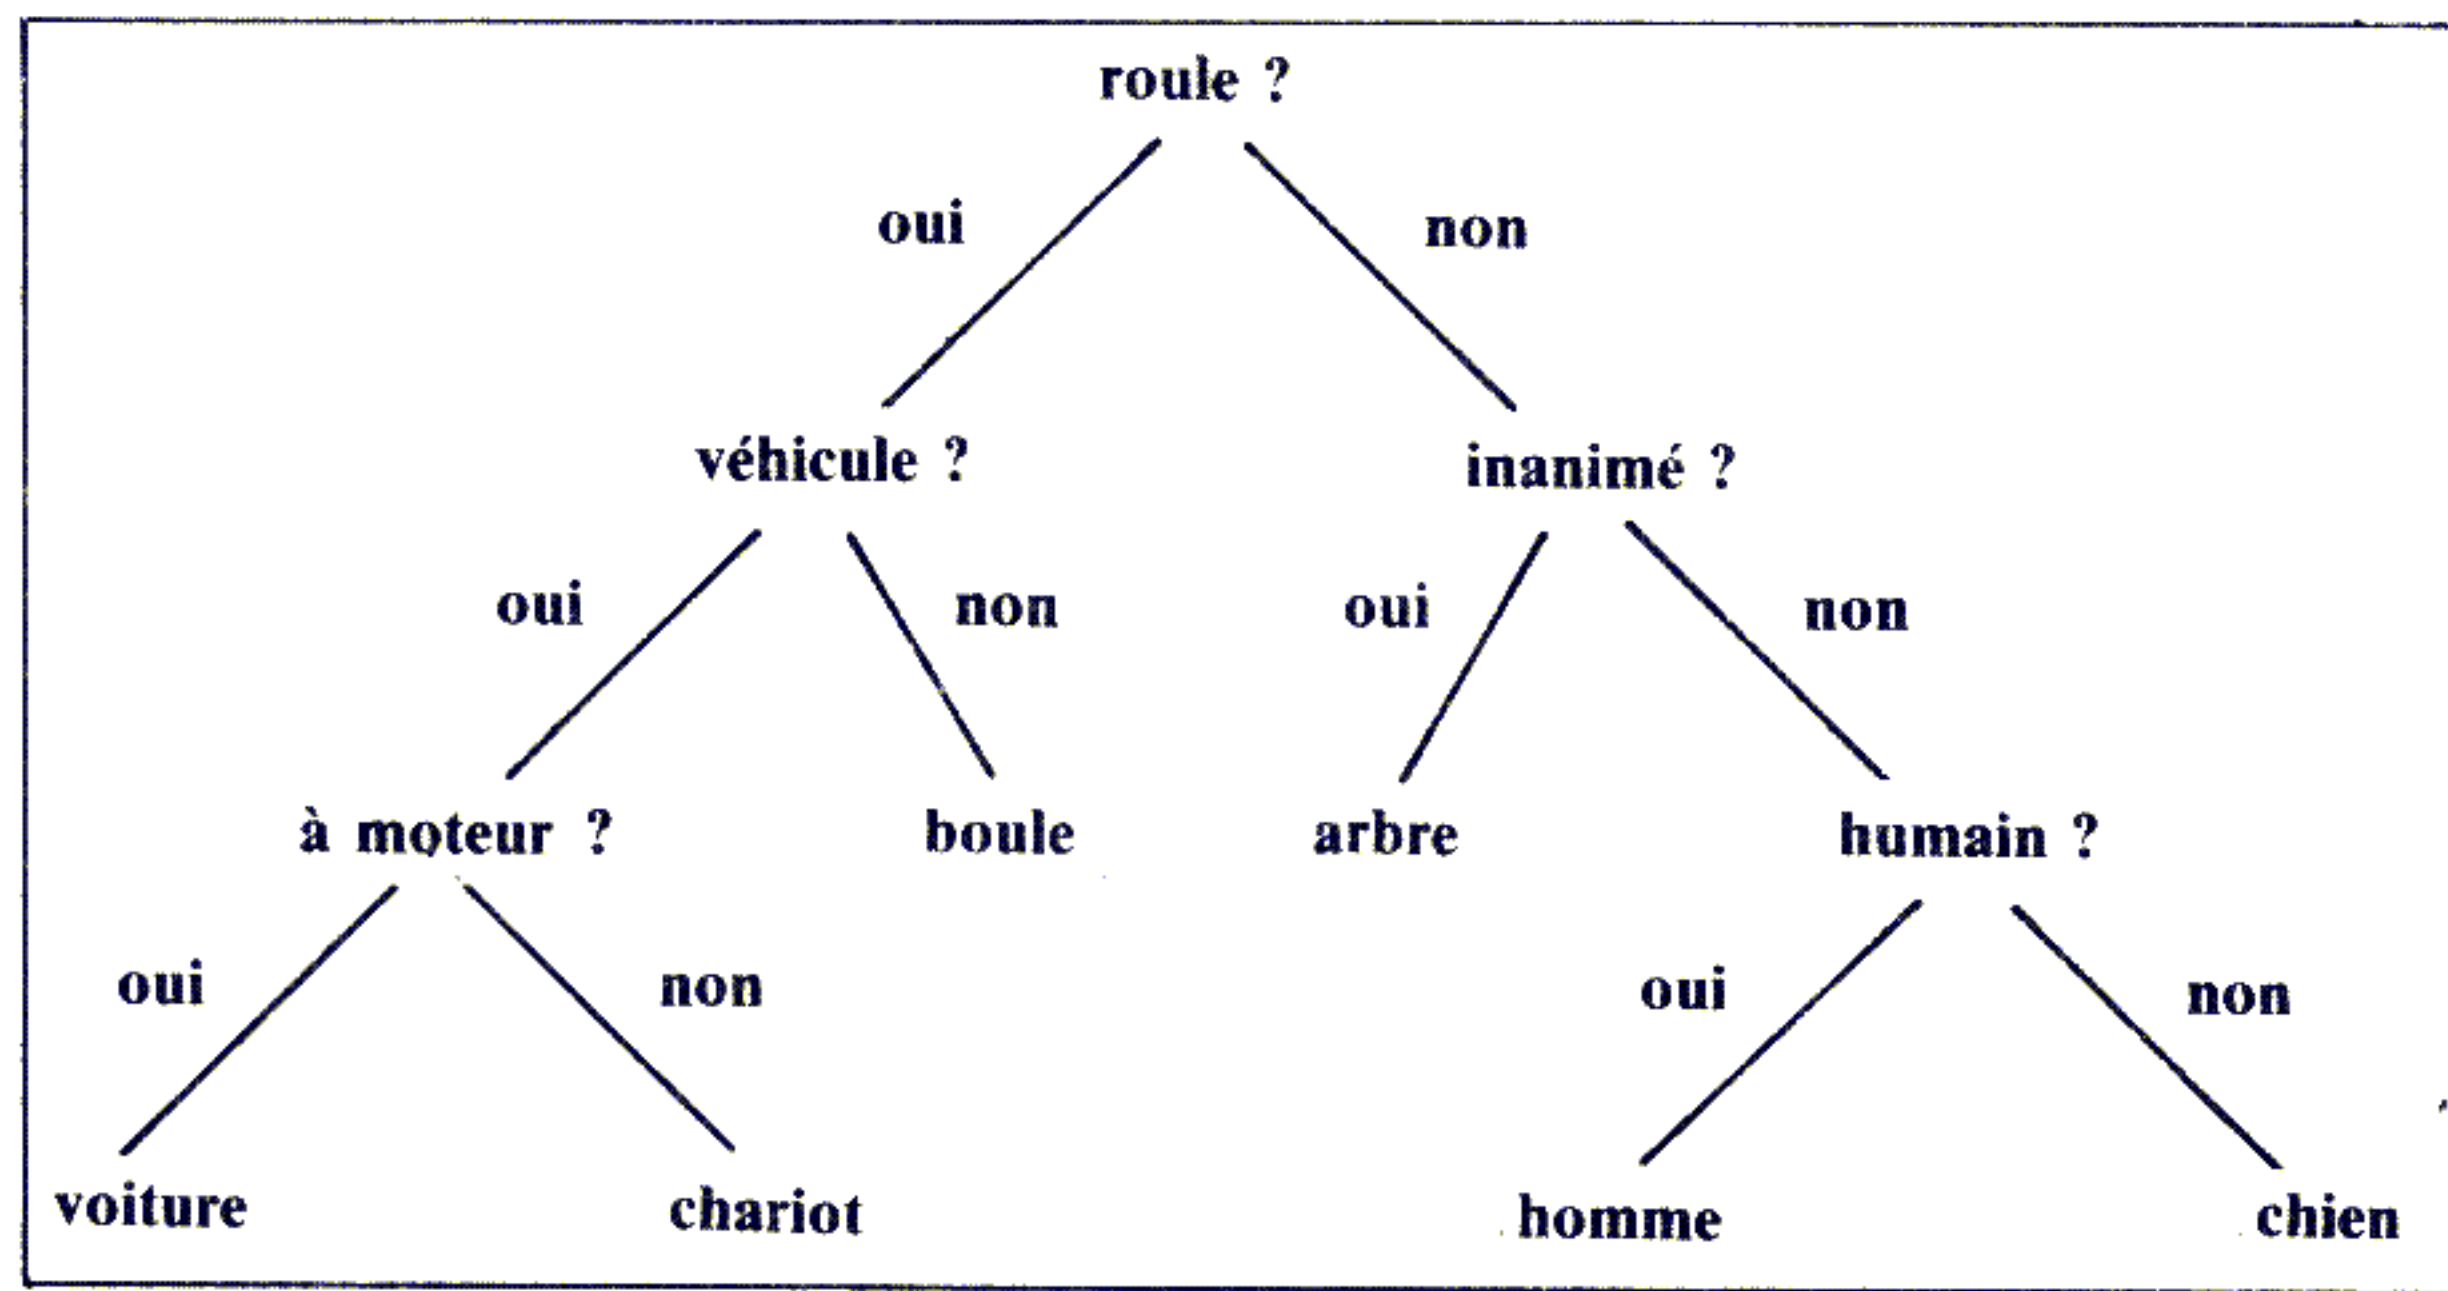 roule ?
oui non
véhicule ? inanimé ?
oui non oui non
à moteur ? boule arbre humain ?
oui non oui non
voiture chariot homme chien